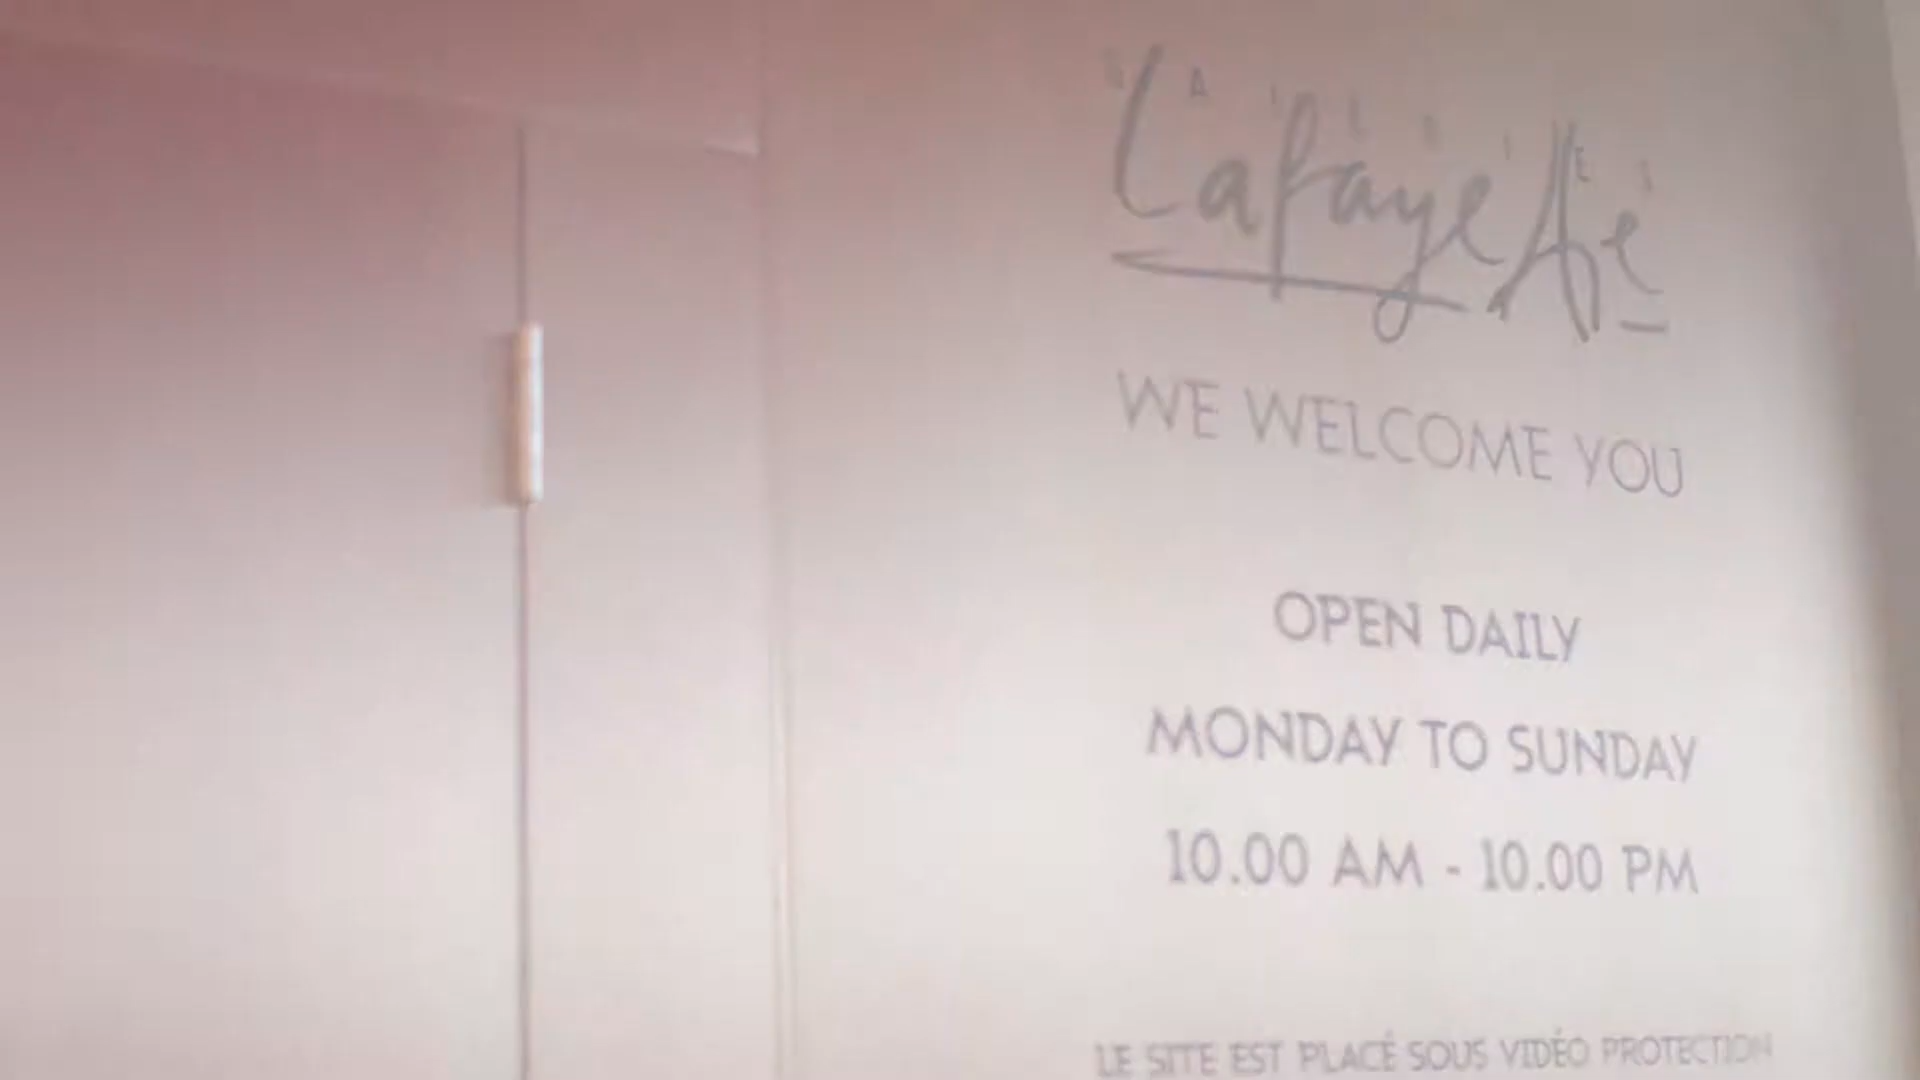 GALERIES
Lafayette
WE WELCOME YOU
OPEN DAILY
MONDAY TO SUNDAY
10.00 AM - 10.00 PM
LE SITE EST PLACÉ SOUS VIDÉO PROTECTION